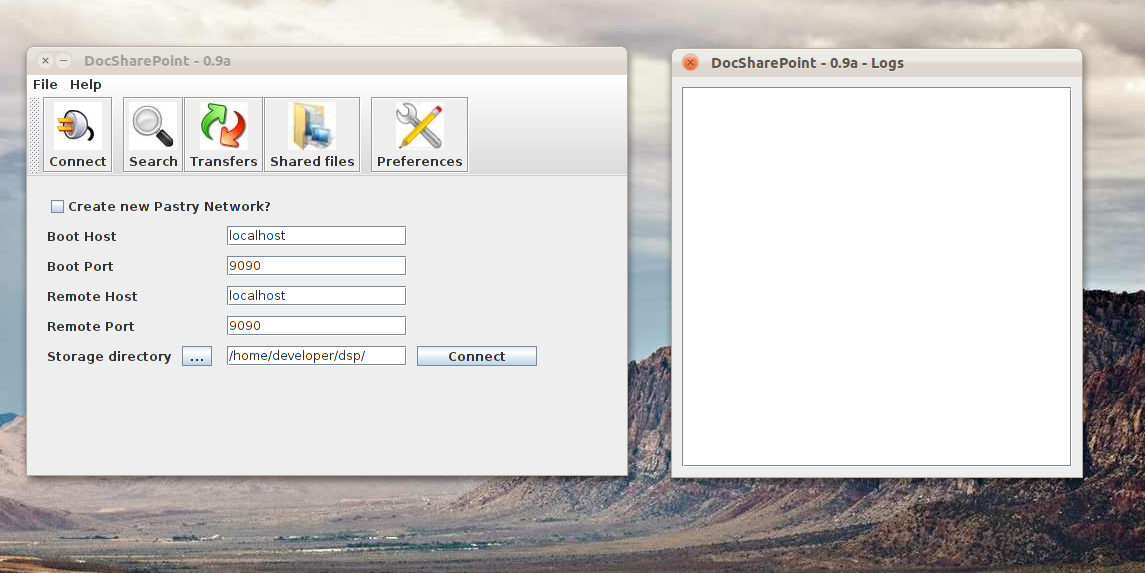 DocSharePoint - 0.9a
File Help
Connect Search Transfers Shared files Preferences
Create new Pastry Network?
Boot Host localhost
Boot Port 9090
Remote Host localhost
Remote Port 9090
Storage directory ... /home/developer/dsp/ Connect
DocSharePoint - 0.9a - Logs